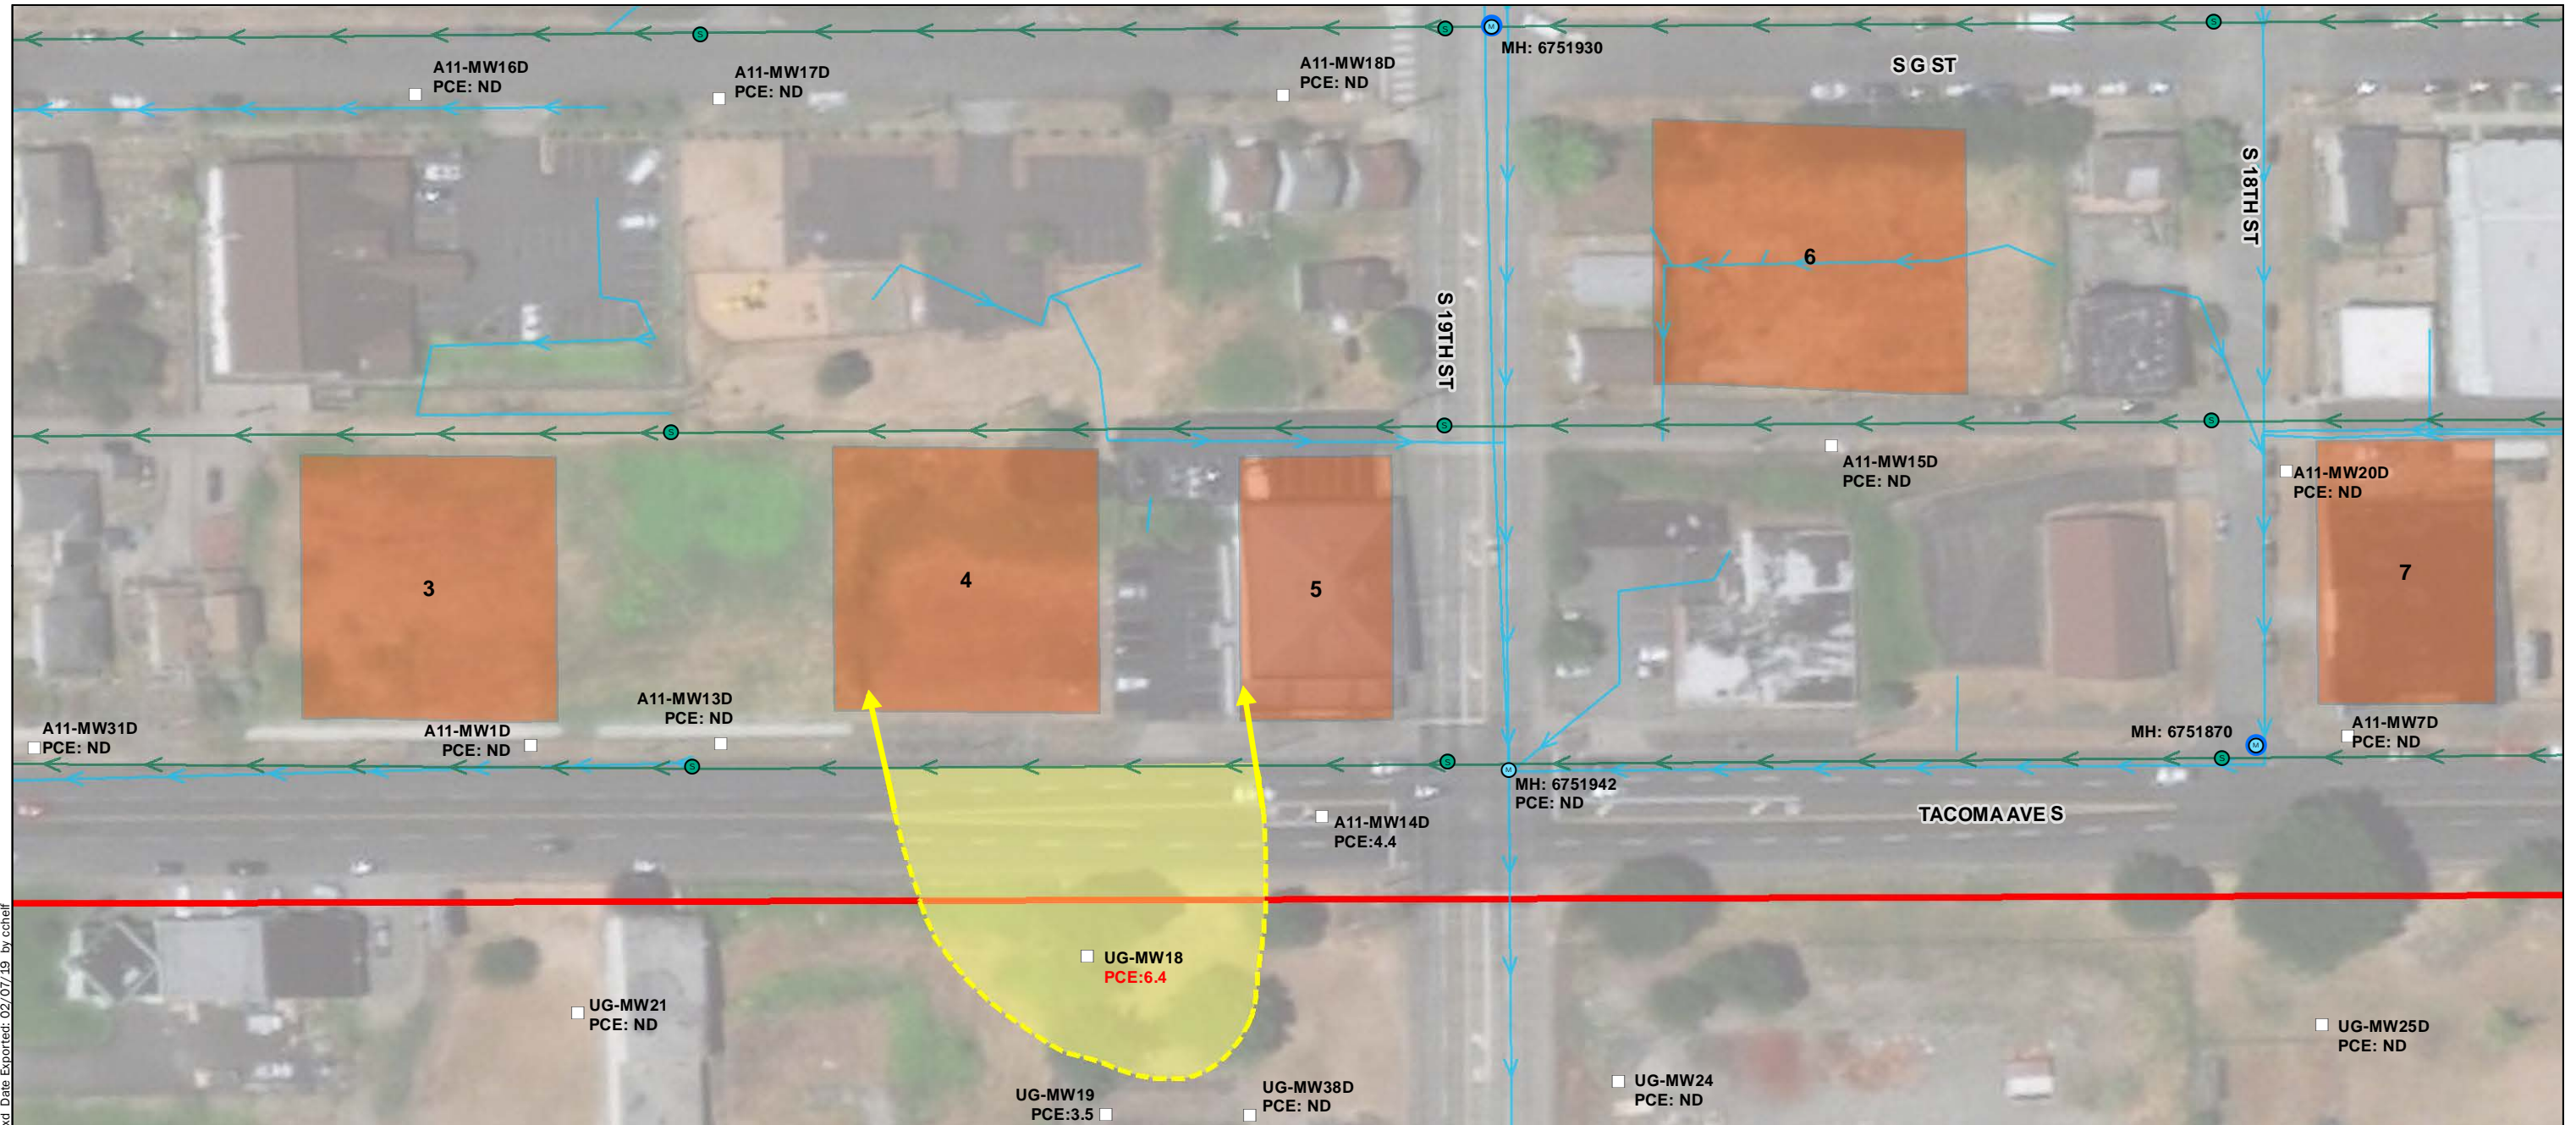 MH: 6751930
S G ST
A11-MW16D
PCE: ND
A11-MW17D
PCE: ND
A11-MW18D
PCE: ND
S 18TH ST
6
S 19TH ST
A11-MW15D
PCE: ND
A11-MW20D
PCE: ND
3
4
5
7
A11-MW31D
PCE: ND
A11-MW1D
PCE: ND
A11-MW13D
PCE: ND
MH: 6751870
A11-MW7D
PCE: ND
MH: 6751942
PCE: ND
TACOMA AVE S
A11-MW14D
PCE:4.4
UG-MW18
PCE:6.4
UG-MW21
PCE: ND
UG-MW25D
PCE: ND
UG-MW19
PCE:3.5
UG-MW38D
PCE: ND
UG-MW24
PCE: ND
xd Date Exported: 02/07/19 by cchelf
S
S
M
S
S
S
S
S
S
M
M
S